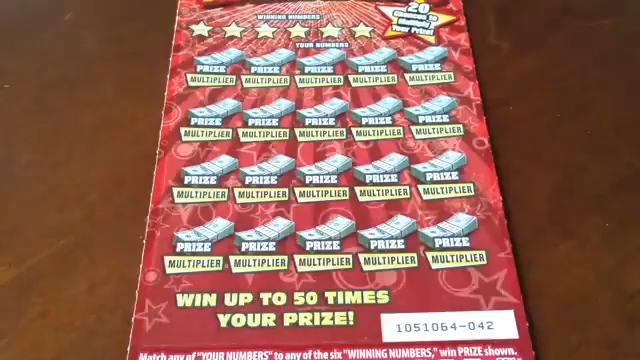 WINNING NUMBERS
20
Chances to
Multiply
Your Prize!
YOUR NUMBERS
PRIZE PRIZE PRIZE PRIZE PRIZE
MULTIPLIER MULTIPLIER MULTIPLIER MULTIPLIER MULTIPLIER
PRIZE PRIZE PRIZE PRIZE PRIZE
MULTIPLIER MULTIPLIER MULTIPLIER MULTIPLIER MULTIPLIER
PRIZE PRIZE PRIZE PRIZE PRIZE
MULTIPLIER MULTIPLIER MULTIPLIER MULTIPLIER MULTIPLIER
PRIZE PRIZE PRIZE PRIZE PRIZE
MULTIPLIER MULTIPLIER MULTIPLIER MULTIPLIER MULTIPLIER
WIN UP TO 50 TIMES
YOUR PRIZE!
1051064-042
Match any of "YOUR NUMBERS" to any of the six "WINNING NUMBERS," win PRIZE shown.